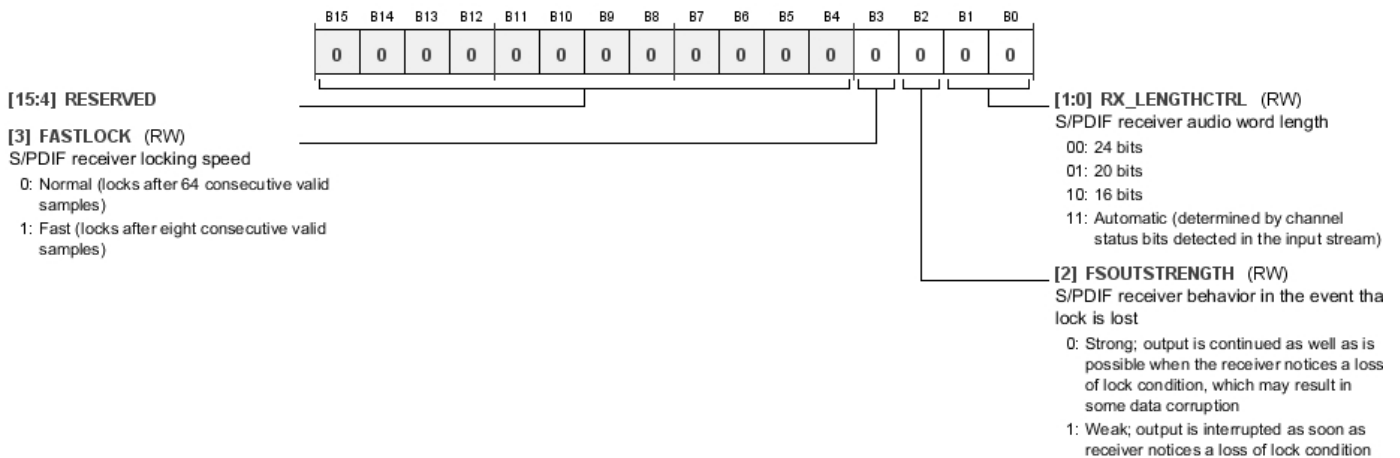 B15 B14 B13 B12 B11 B10 B9 B8 B7 B6 B5 B4 B3 B2 B1 B0
0 0 0 0 0 0 0 0 0 0 0 0 0 0 0 0
[15:4] RESERVED
[3] FASTLOCK (RW)
S/PDIF receiver locking speed
0: Normal (locks after 64 consecutive valid
samples)
1: Fast (locks after eight consecutive valid
samples)
[1:0] RX_LENGTHCTRL (RW)
S/PDIF receiver audio word length
00: 24 bits
01: 20 bits
10: 16 bits
11: Automatic (determined by channel
status bits detected in the input stream)
[2] FSOUTSTRENGTH (RW)
S/PDIF receiver behavior in the event tha
lock is lost
0: Strong; output is continued as well as is
possible when the receiver notices a loss
of lock condition, which may result in
some data corruption
1: Weak; output is interrupted as soon as
receiver notices a loss of lock condition